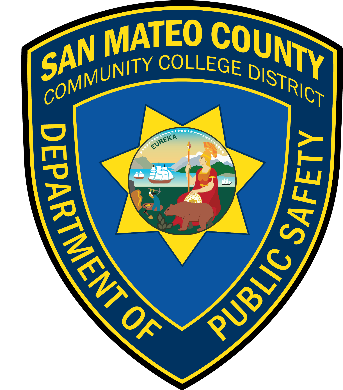 SAN MATEO COUNTY
COMMUNITY COLLEGE DISTRICT
DEPARTMENT OF
PUBLIC SAFETY
EUREKA